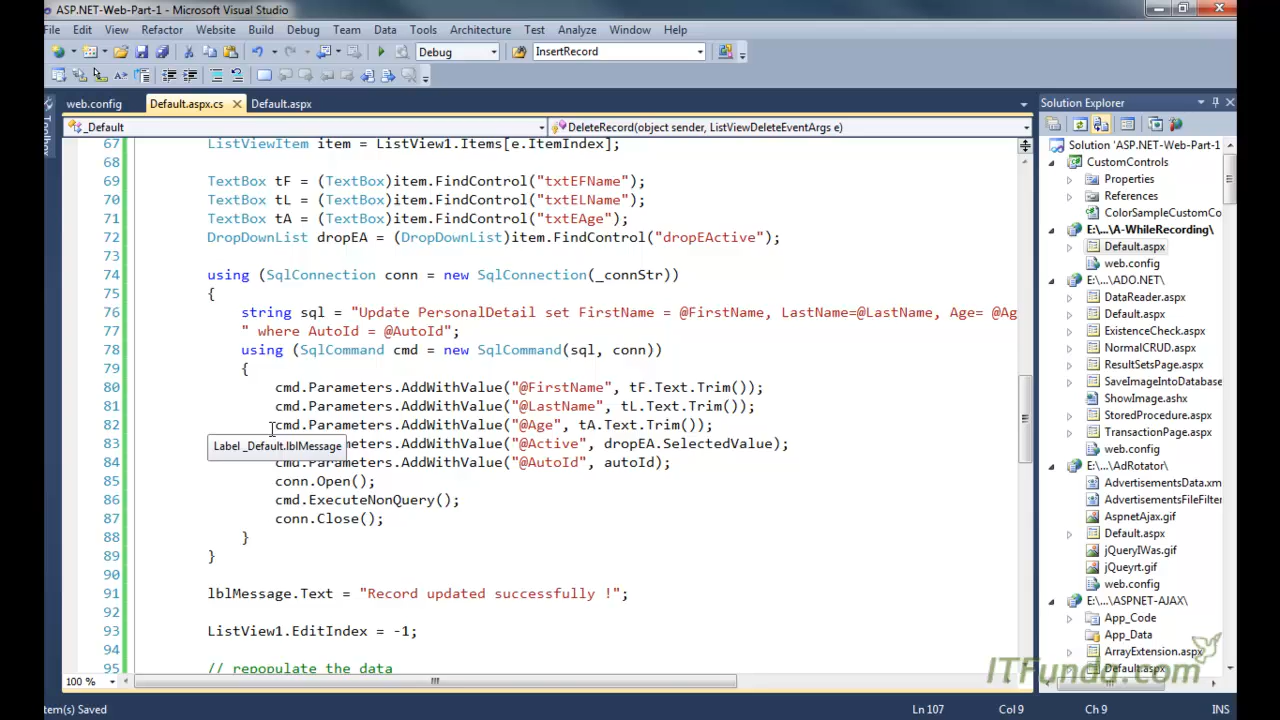 ASP.NET-Web-Part-1 - Microsoft Visual Studio
File Edit View Refactor Website Build Debug Team Data Tools Architecture Test Analyze Window Help
Debug InsertRecord
web.config Default.aspx.cs Default.aspx
Toolbox
_Default DeleteRecord(object sender, ListViewDeleteEventArgs e)
67 ListViewItem item = ListView1.Items[e.ItemIndex];
68
69 TextBox tF = (TextBox)item.FindControl("txtEFName");
70 TextBox tL = (TextBox)item.FindControl("txtELName");
71 TextBox tA = (TextBox)item.FindControl("txtEAge");
72 DropDownList dropEA = (DropDownList)item.FindControl("dropEActive");
73
74 using (SqlConnection conn = new SqlConnection(_connStr))
75 {
76 string sql = "Update PersonalDetail set FirstName = @FirstName, LastName=@LastName, Age= @Ag
77 " where AutoId = @AutoId";
78 using (SqlCommand cmd = new SqlCommand(sql, conn))
79 {
80 cmd.Parameters.AddWithValue("@FirstName", tF.Text.Trim());
81 cmd.Parameters.AddWithValue("@LastName", tL.Text.Trim());
82 cmd.Parameters.AddWithValue("@Age", tA.Text.Trim());
83 meters.AddWithValue("@Active", dropEA.SelectedValue);
Label _Default.lblMessage
84 cmd.Parameters.AddWithValue("@AutoId", autoId);
85 conn.Open();
86 cmd.ExecuteNonQuery();
87 conn.Close();
88 }
89 }
90
91 lblMessage.Text = "Record updated successfully !";
92
93 ListView1.EditIndex = -1;
94
95 // repopulate the data
100 %
Solution Explorer
Solution 'ASP.NET-Web-Part-1
CustomControls
Properties
References
ColorSampleCustomCo
E:\...\A-WhileRecording\
Default.aspx
web.config
E:\...\ADO.NET\
DataReader.aspx
Default.aspx
ExistenceCheck.aspx
NormalCRUD.aspx
ResultSetsPage.aspx
SaveImageIntoDatabase
ShowImage.ashx
StoredProcedure.aspx
TransactionPage.aspx
E:\...\AdRotator\
AdvertisementsData.xm
AdvertisementsFileFilter
AspnetAjax.gif
Default.aspx
jQueryIWas.gif
jQueyrt.gif
web.config
E:\...\ASPNET-AJAX\
App_Code
App_Data
ArrayExtension.aspx
Default.aspx
ITFunda.com
tem(s) Saved Ln 107 Col 9 Ch 9 INS